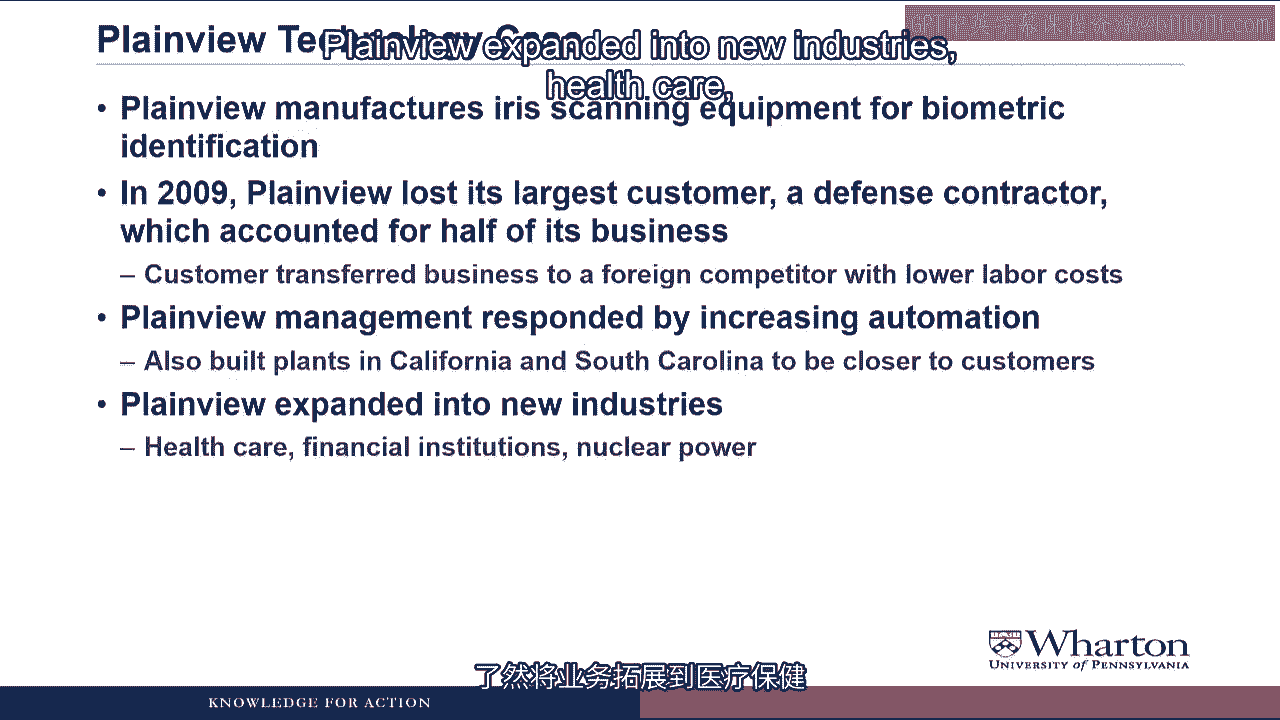 Plainview Technology Case
Plainview expanded into new industries,
health care,
• Plainview manufactures iris scanning equipment for biometric
identification
• In 2009, Plainview lost its largest customer, a defense contractor,
which accounted for half of its business
– Customer transferred business to a foreign competitor with lower labor costs
• Plainview management responded by increasing automation
– Also built plants in California and South Carolina to be closer to customers
• Plainview expanded into new industries
– Health care, financial institutions, nuclear power
Wharton
UNIVERSITY of PENNSYLVANIA
了然将业务拓展到医疗保健
KNOWLEDGE FOR ACTION